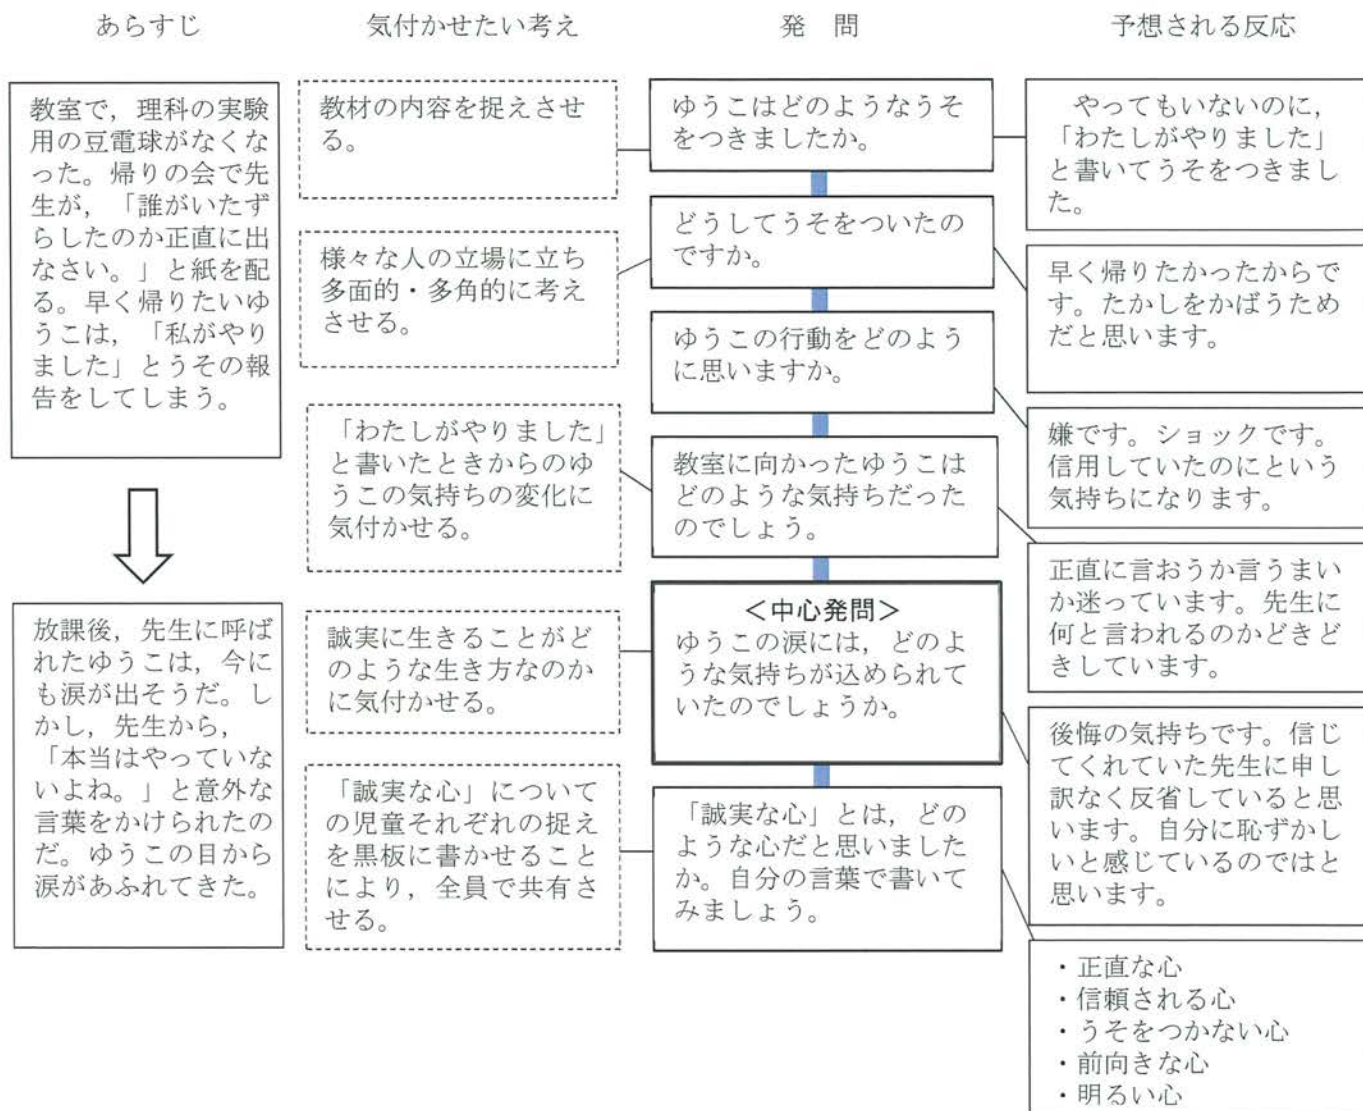 あらすじ
気付かせたい考え
発　問
予想される反応
教室で，理科の実験
用の豆電球がなくな
った。帰りの会で先
生が，「誰がいたず
らしたのか正直に出
なさい。」と紙を配
る。早く帰りたいゆ
うこは，「私がやり
ました」とうその報
告をしてしまう。
放課後，先生に呼ば
れたゆうこは，今に
も涙が出そうだ。し
かし，先生から，
「本当はやっていな
いよね。」と意外な
言葉をかけられたの
だ。ゆうこの目から
涙があふれてきた。
教材の内容を捉えさせ
る。
様々な人の立場に立ち
多面的・多角的に考え
させる。
「わたしがやりました」
と書いたときからのゆ
うこの気持ちの変化に
気付かせる。
誠実に生きることがど
のような生き方なのか
に気付かせる。
「誠実な心」について
の児童それぞれの捉え
を黒板に書かせること
により，全員で共有さ
せる。
ゆうこはどのようなうそ
をつきましたか。
どうしてうそをついたの
ですか。
ゆうこの行動をどのよう
に思いますか。
教室に向かったゆうこは
どのような気持ちだった
のでしょう。
＜中心発問＞
ゆうこの涙には，どのよ
うな気持ちが込められて
いたのでしょうか。
「誠実な心」とは，どの
ような心だと思いました
か。自分の言葉で書いて
みましょう。
やってもいないのに，
「わたしがやりました」
と書いてうそをつきまし
た。
早く帰りたかったからで
す。たかしをかばうため
だと思います。
嫌です。ショックです。
信用していたのにという
気持ちになります。
正直に言おうか言うまい
か迷っています。先生に
何と言われるのかどきど
きしています。
後悔の気持ちです。信じ
てくれていた先生に申し
訳なく反省していると思
います。自分に恥ずかし
いと感じているのではと
思います。
・正直な心
・信頼される心
・うそをつかない心
・前向きな心
・明るい心